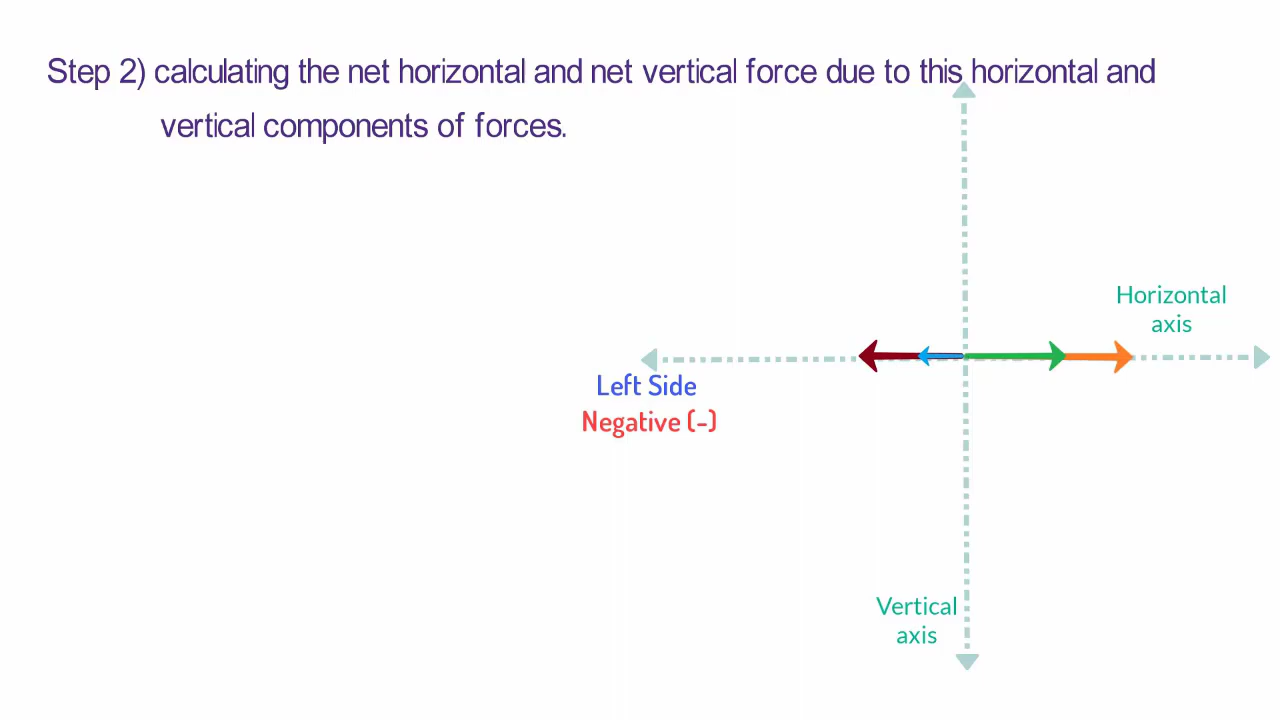 Step 2) calculating the net horizontal and net vertical force due to this horizontal and
vertical components of forces.
Horizontal
axis
Left Side
Negative (-)
Vertical
axis